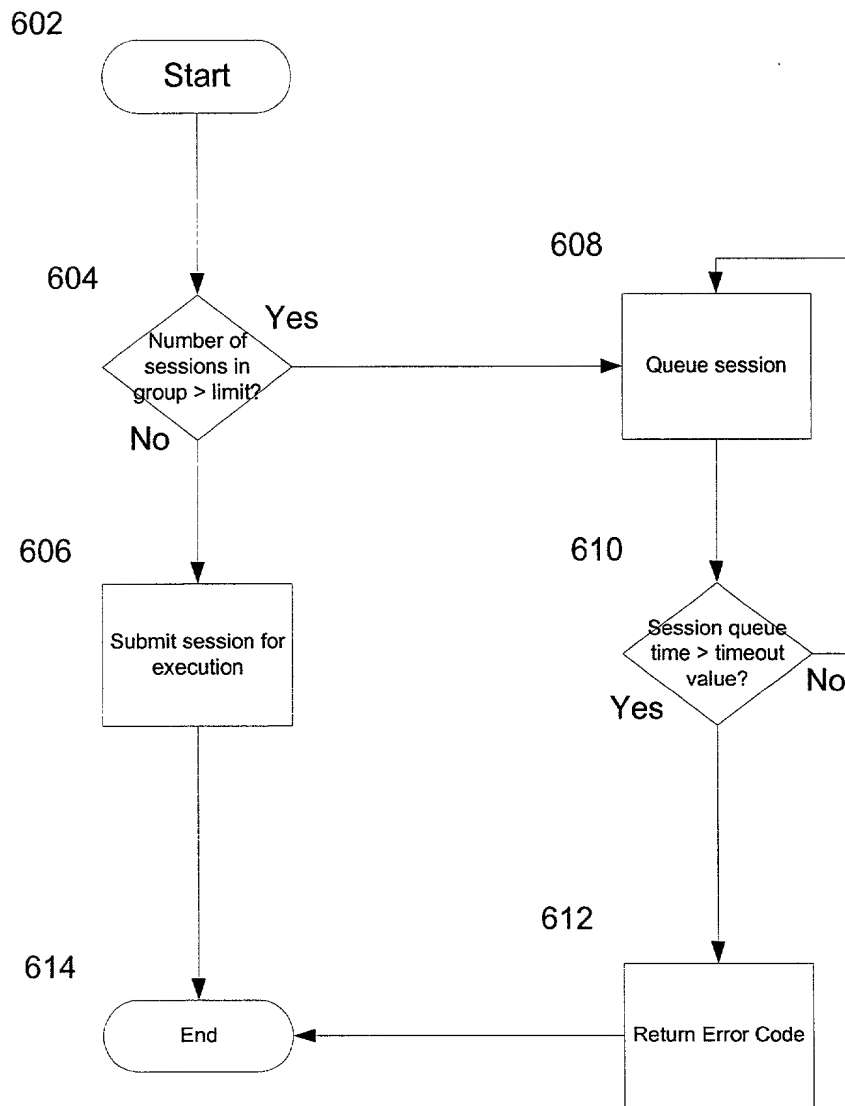 602
Start
604
Number of
sessions in
group > limit?
Yes
No
606
Submit session for
execution
608
Queue session
610
Session queue
time > timeout
value?
No
Yes
612
Return Error Code
614
End